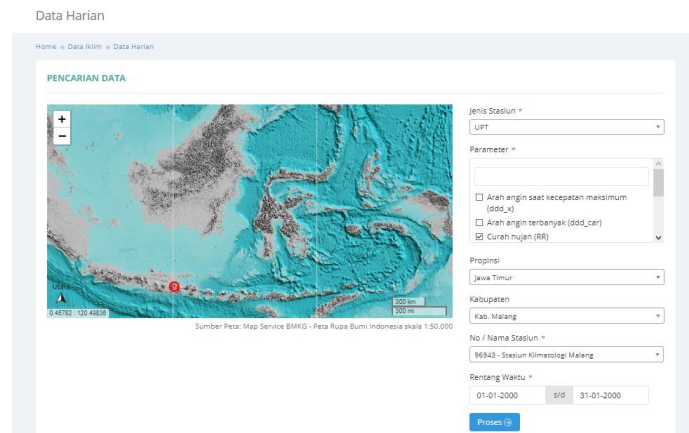 Data Harian
Home » Data Iklim » Data Harian
PENCARIAN DATA
+
−
Utara
0.45782 : 120.49836
300 km
300 mi
Sumber Peta: Map Service BMKG - Peta Rupa Bumi Indonesia skala 1:50.000
Jenis Stasiun *
UPT
Parameter *
Arah angin saat kecepatan maksimum
(ddd_x)
Arah angin terbanyak (ddd_car)
Curah hujan (RR)
Propinsi
Jawa Timur
Kabupaten
Kab. Malang
No / Nama Stasiun *
96943 - Stasiun Klimatologi Malang
Rentang Waktu *
01-01-2000 s/d 31-01-2000
Proses